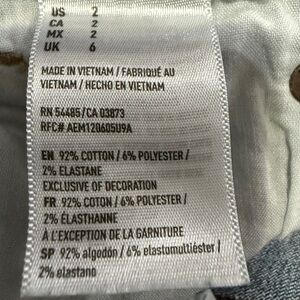 US 2
CA 2
MX 2
UK 6
MADE IN VIETNAM / FABRIQUÉ AU
VIETNAM / HECHO EN VIETNAM
RN 54485/CA 03873
RFC# AEM120605U9A
EN 92% COTTON / 6% POLYESTER /
2% ELASTANE
EXCLUSIVE OF DECORATION
FR 92% COTON / 6% POLYESTER /
2% ÉLASTHANNE
À L'EXCEPTION DE LA GARNITURE
SP 92% algodón / 6% elastomultiéster /
2% elastano